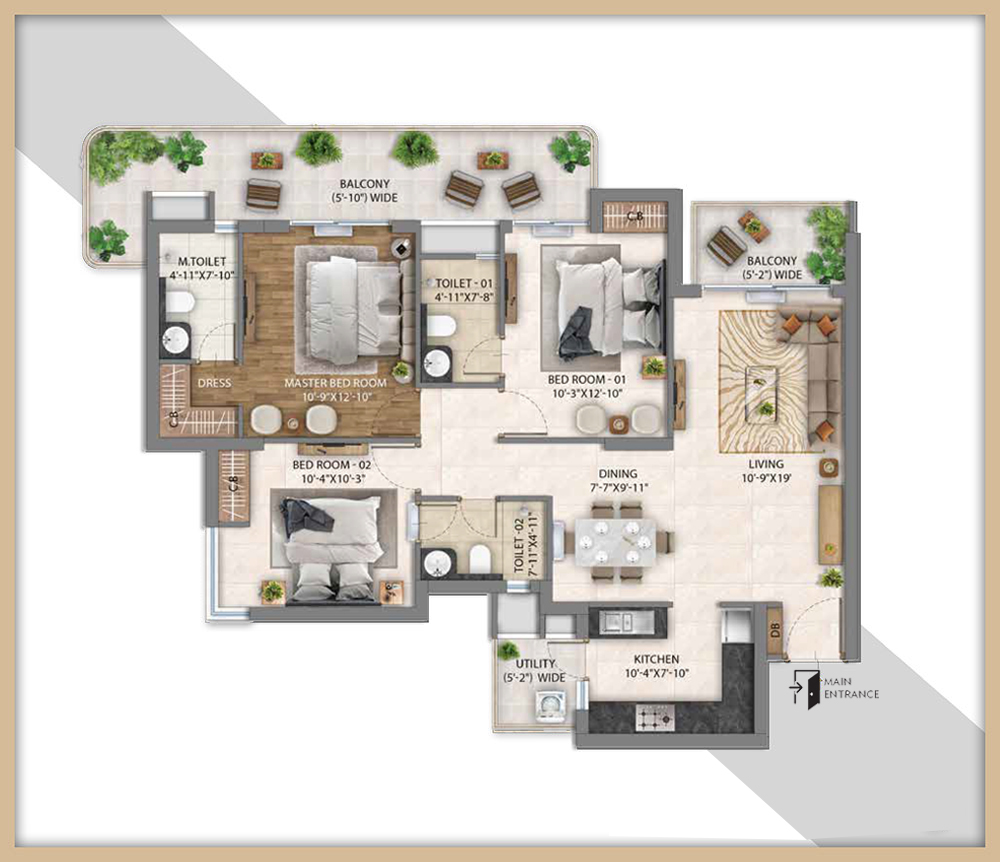 BALCONY
(5'-10") WIDE
C.B
M.TOILET
4'-11"X7'-10"
TOILET - 01
4'-11"X7'-8"
BALCONY
(5'-2") WIDE
DRESS
MASTER BED ROOM
10'-9"X12'-10"
BED ROOM - 01
10'-3"X12'-10"
C.B
BED ROOM - 02
10'-4"X10'-3"
C.B
DINING
7'-7"X9'-11"
LIVING
10'-9"X19'
TOILET -02
7'-11"X4'-11"
DB
UTILITY
(5'-2") WIDE
KITCHEN
10'-4"X7'-10"
MAIN
ENTRANCE